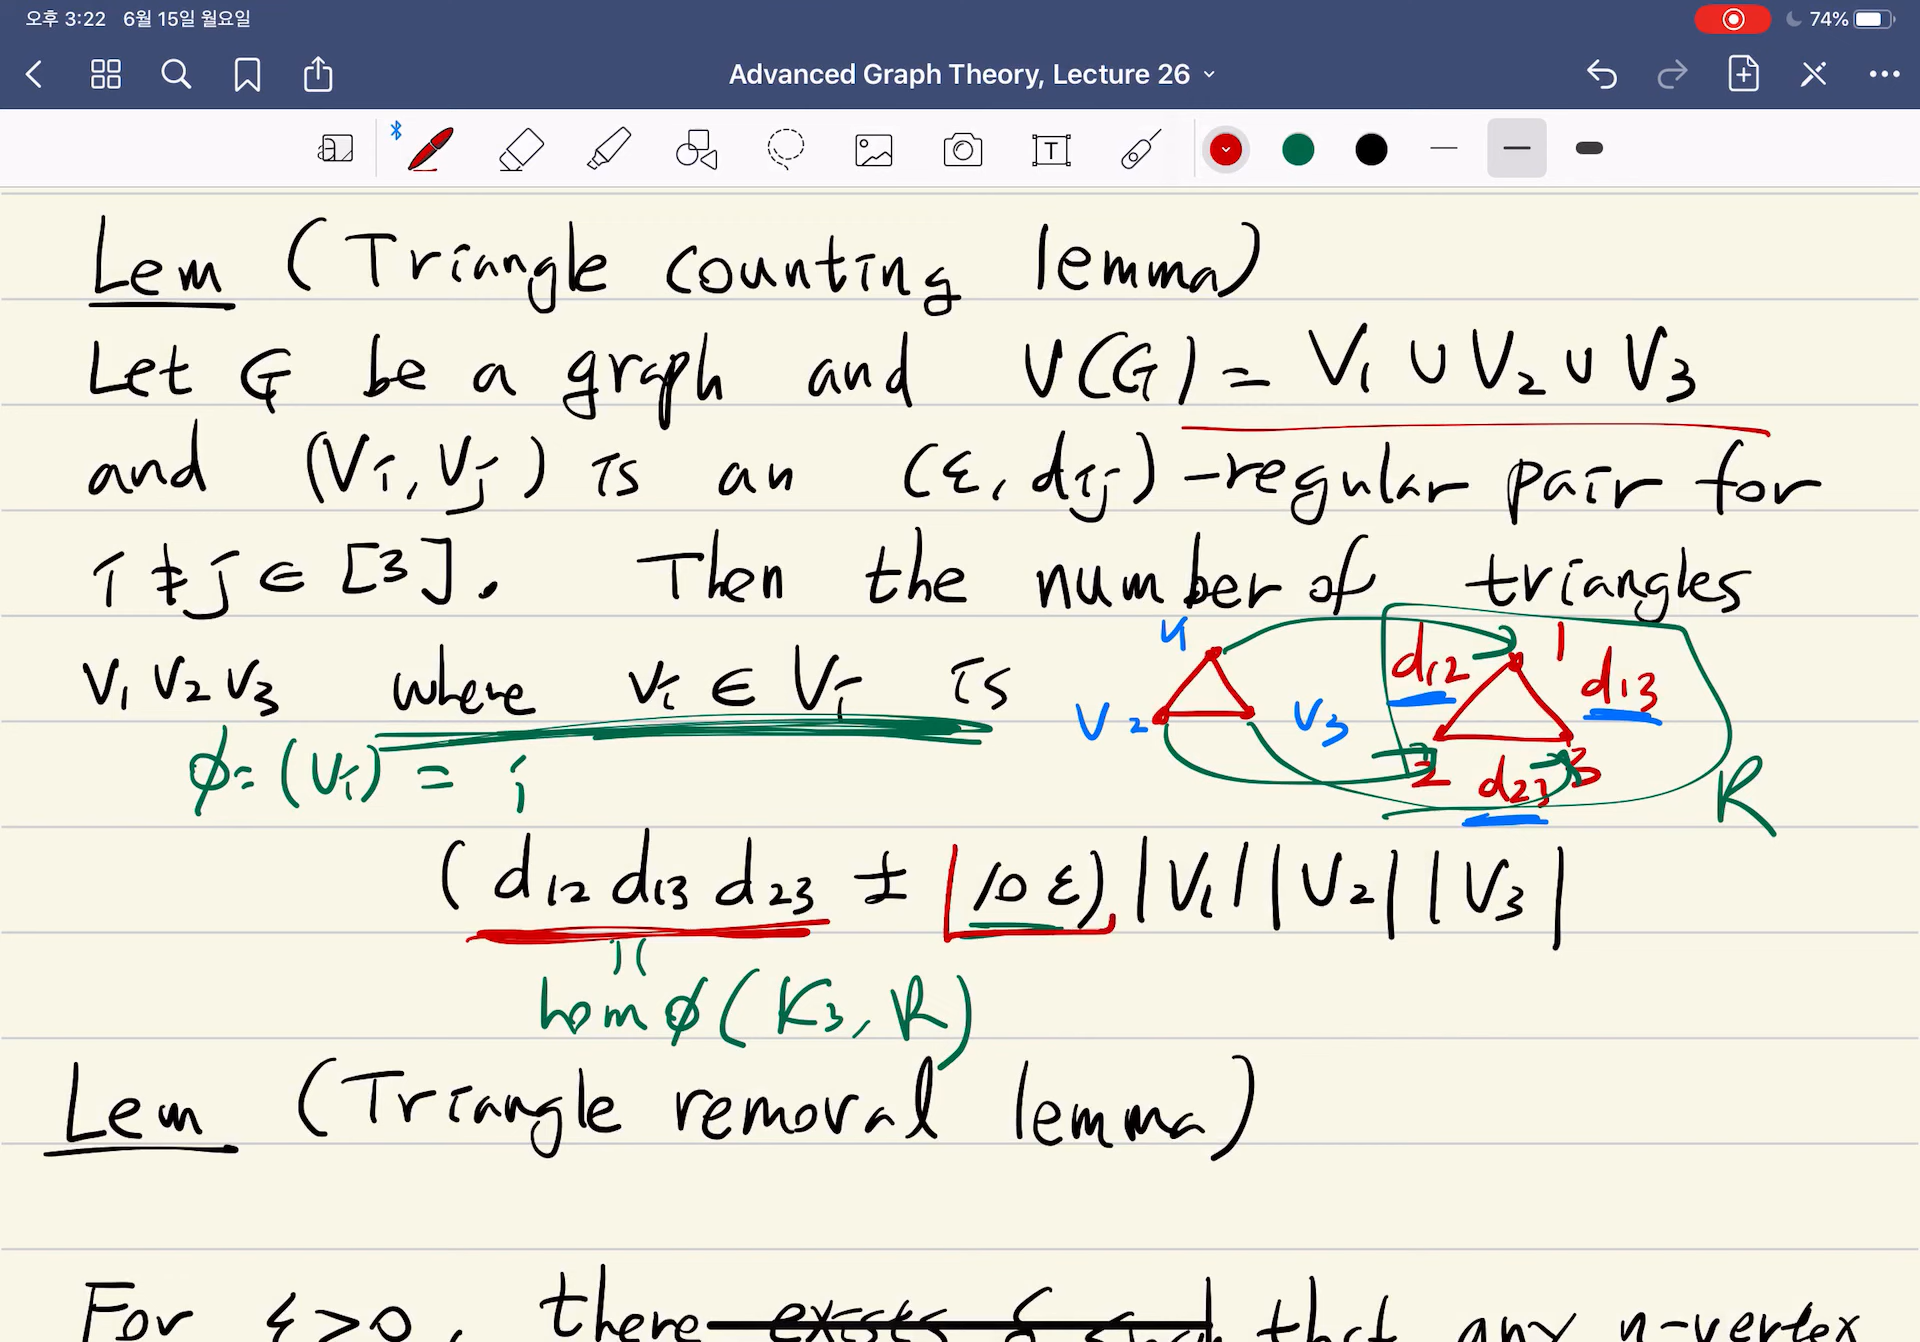 오후 3:22 6월 15일 월요일
74%
Advanced Graph Theory, Lecture 26
Lem (Triangle counting lemma)
Let G be a graph and V(G) = V₁ ∪ V₂ ∪ V₃
and (Vi, Vj) is an (ε, dij)-regular pair for
i ≠ j ∈ [3]. Then the number of triangles
v₁ v₂ v₃ where vi ∈ Vi is
V₂ V₃ d₁₂ 1 d₁₃
2 d₂₃ 3 R
φ = (Vi) = i
(d₁₂ d₁₃ d₂₃ ± 10 ε) |V₁| |V₂| |V₃|
hom φ (K₃, R)
Lem (Triangle removal lemma)
For ε > 0, there exists δ such that any n-vertex